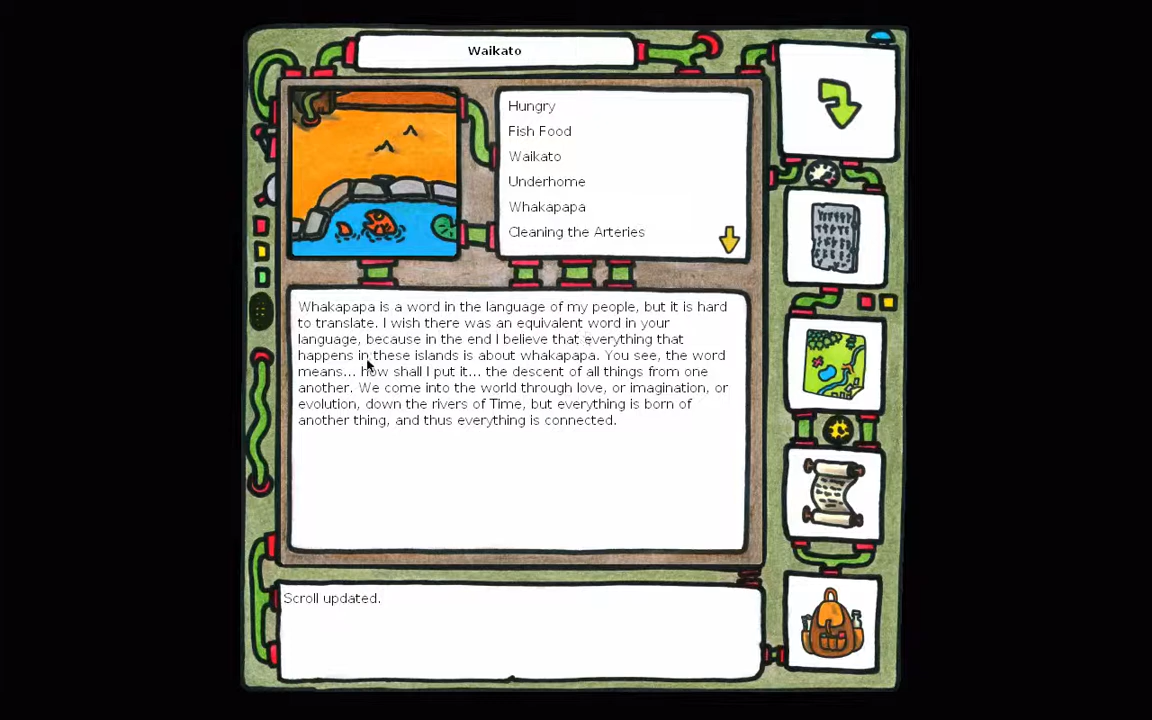 Waikato
Hungry
Fish Food
Waikato
Underhome
Whakapapa
Cleaning the Arteries
Whakapapa is a word in the language of my people, but it is hard
to translate. I wish there was an equivalent word in your
language, because in the end I believe that everything that
happens in these islands is about whakapapa. You see, the word
means... how shall I put it... the descent of all things from one
another. We come into the world through love, or imagination, or
evolution, down the rivers of Time, but everything is born of
another thing, and thus everything is connected.
Scroll updated.